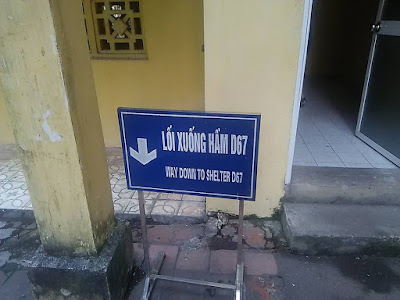 LỐI XUỐNG HẦM D67
WAY DOWN TO SHELTER D67